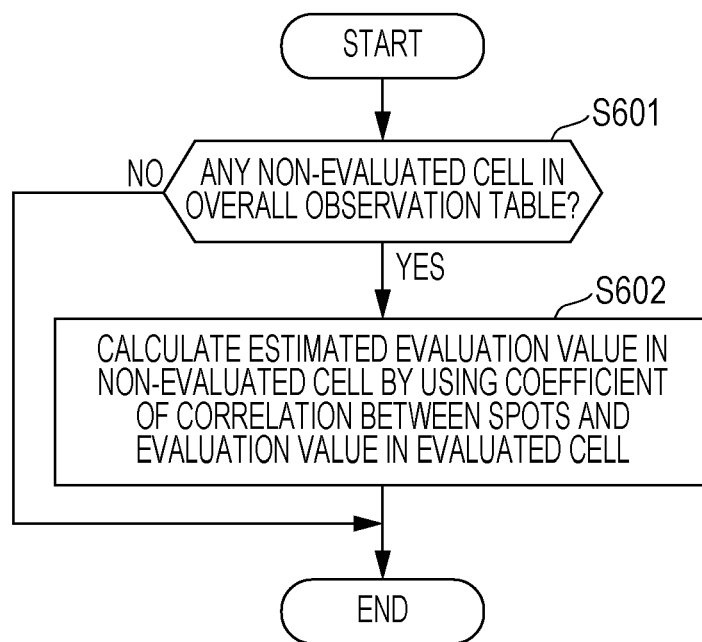 START
S601
NO
ANY NON-EVALUATED CELL IN
OVERALL OBSERVATION TABLE?
YES
S602
CALCULATE ESTIMATED EVALUATION VALUE IN
NON-EVALUATED CELL BY USING COEFFICIENT
OF CORRELATION BETWEEN SPOTS AND
EVALUATION VALUE IN EVALUATED CELL
END